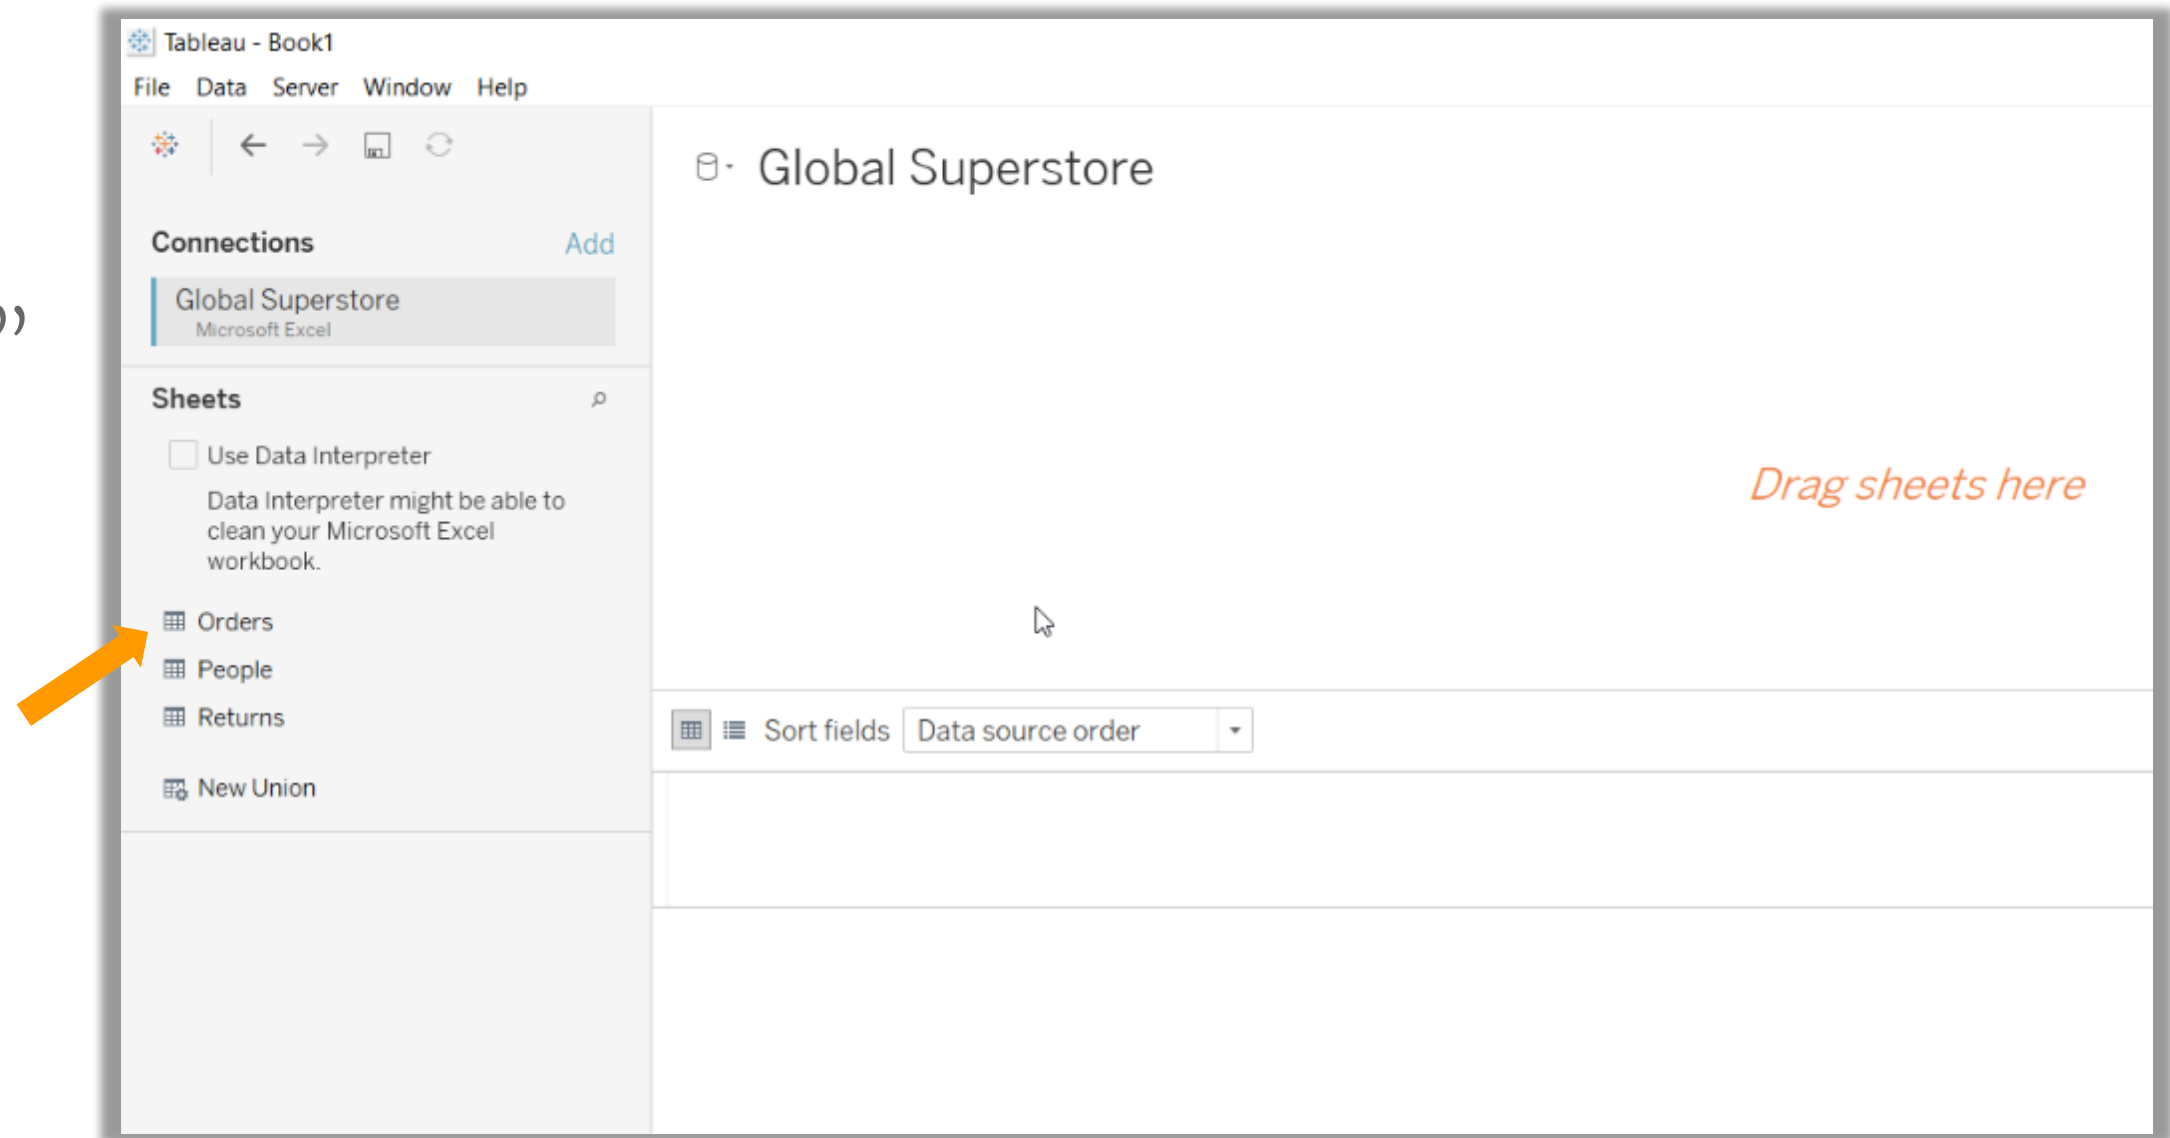 Tableau - Book1
File Data Server Window Help
Global Superstore
Connections Add
Global Superstore
Microsoft Excel
Sheets
Use Data Interpreter
Data Interpreter might be able to
clean your Microsoft Excel
workbook.
Drag sheets here
Orders
People
Returns
New Union
Sort fields Data source order